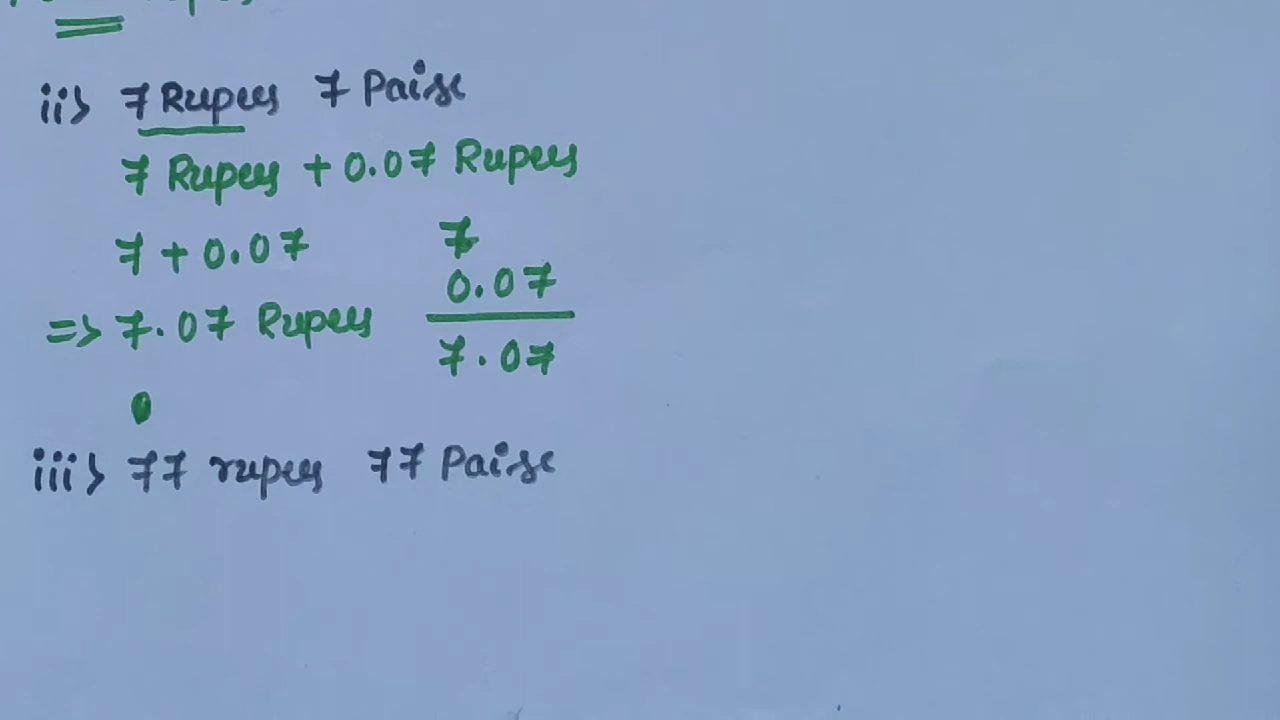 ii> 7 Rupees 7 Paise
7 Rupees + 0.07 Rupees
7 + 0.07
7
0.07
=> 7.07 Rupees
7.07
iii> 77 rupees 77 Paise